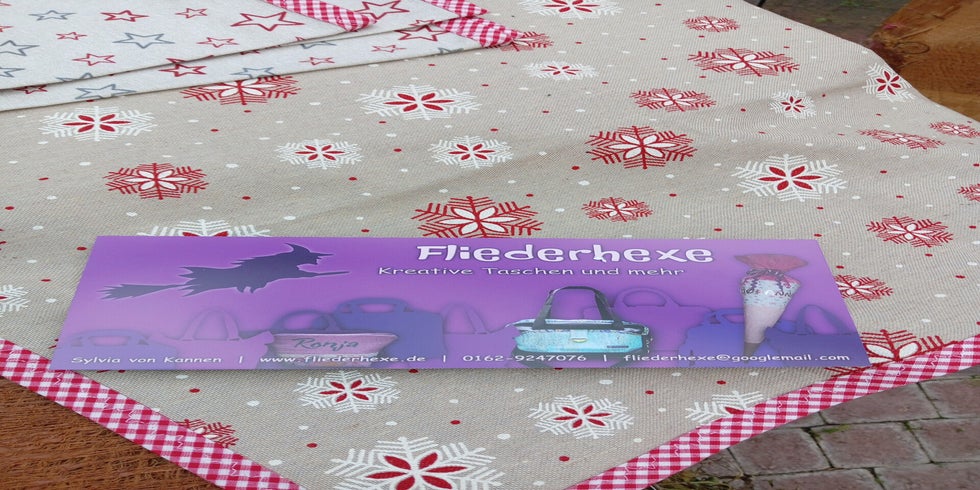 Fliederhexe
Kreative Taschen und mehr
Ronja
Sylvia von Kannen | www.fliederhexe.de | 0162-9247076 | fliederhexe@googlemail.com